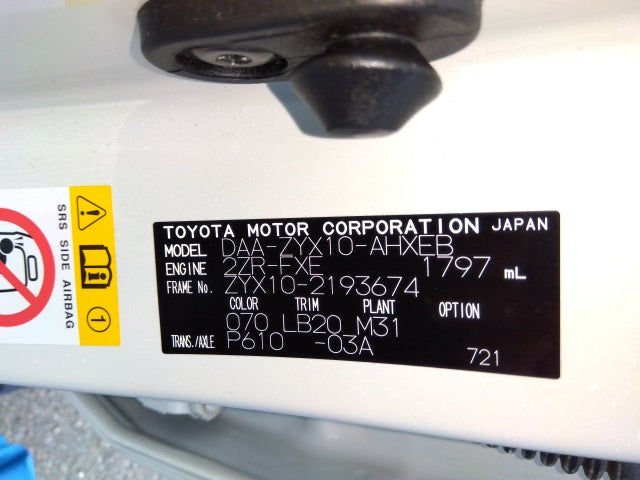 TOYOTA MOTOR CORPORATION JAPAN
MODEL DAA-ZYX10-AHXEB
ENGINE 2ZR-FXE 1797 mL
FRAME No. ZYX10-2193674
COLOR TRIM PLANT OPTION
070 LB20 M31
TRANS./AXLE P610 -03A
721
SRS SIDE AIRBAG
1